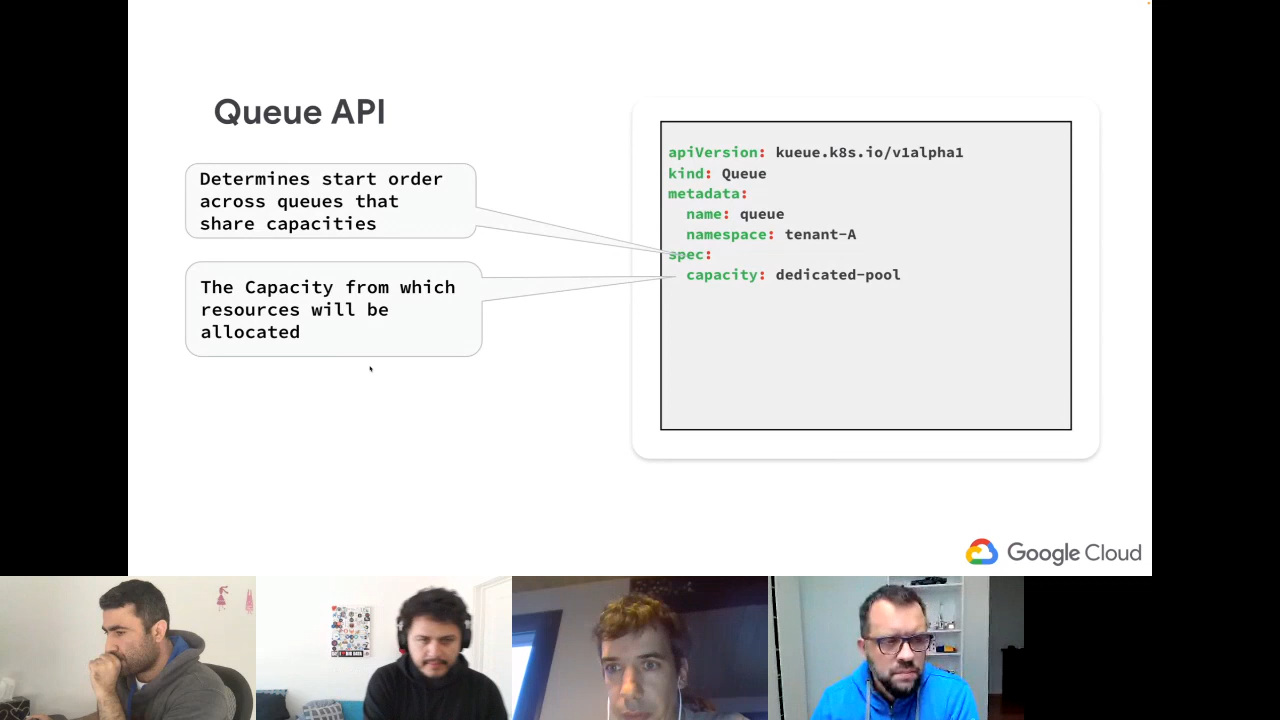 Queue API
Determines start order
across queues that
share capacities
The Capacity from which
resources will be
allocated
apiVersion: kueue.k8s.io/v1alpha1
kind: Queue
metadata:
  name: queue
  namespace: tenant-A
spec:
  capacity: dedicated-pool
Google Cloud